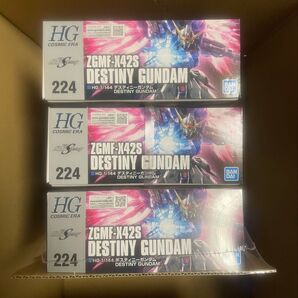 HG
COSMIC ERA
224
ZGMF-X42S
DESTINY GUNDAM
HG 1/144 デスティニーガンダム
DESTINY GUNDAM
BANDAI
HG
COSMIC ERA
224
ZGMF-X42S
DESTINY GUNDAM
HG 1/144 デスティニーガンダム
DESTINY GUNDAM
BANDAI
HG
COSMIC ERA
224
ZGMF-X42S
DESTINY GUNDAM
HG 1/144 デスティニーガンダム
DESTINY GUNDAM